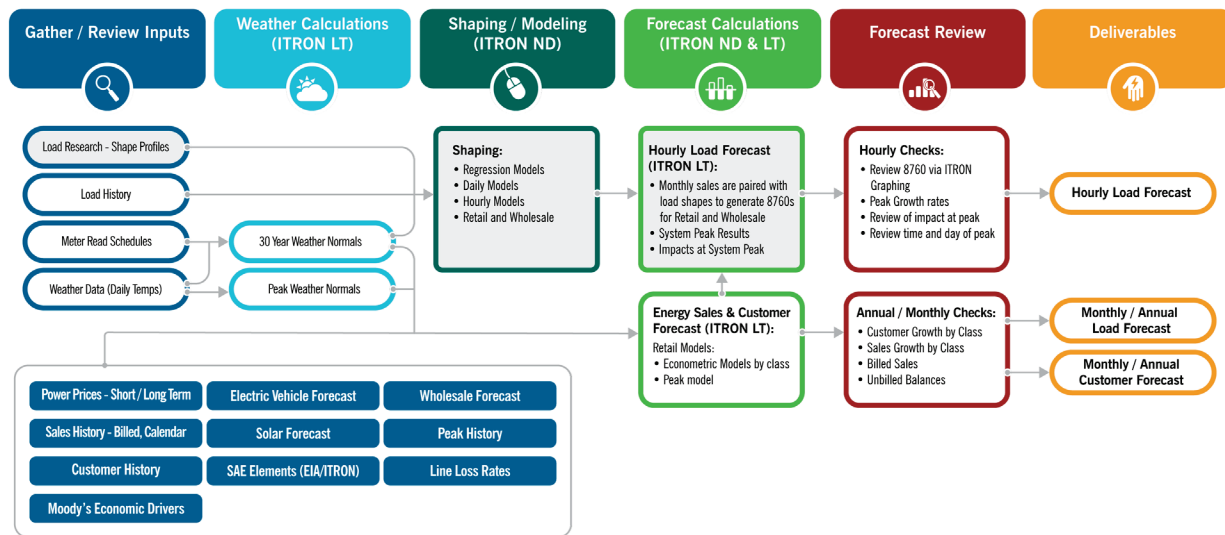 Gather / Review Inputs
Weather Calculations
(ITRON LT)
Shaping / Modeling
(ITRON ND)
Forecast Calculations
(ITRON ND & LT)
Forecast Review
Deliverables
Load Research - Shape Profiles
Load History
Meter Read Schedules
Weather Data (Daily Temps)
30 Year Weather Normals
Peak Weather Normals
Shaping:
• Regression Models
• Daily Models
• Hourly Models
• Retail and Wholesale
Hourly Load Forecast
(ITRON LT):
• Monthly sales are paired with
load shapes to generate 8760s
for Retail and Wholesale
• System Peak Results
• Impacts at System Peak
Hourly Checks:
• Review 8760 via ITRON
Graphing
• Peak Growth rates
• Review of impact at peak
• Review time and day of peak
Hourly Load Forecast
Energy Sales & Customer
Forecast (ITRON LT):
Retail Models:
• Econometric Models by class
• Peak model
Annual / Monthly Checks:
• Customer Growth by Class
• Sales Growth by Class
• Billed Sales
• Unbilled Balances
Monthly / Annual
Load Forecast
Monthly / Annual
Customer Forecast
Power Prices - Short / Long Term
Electric Vehicle Forecast
Wholesale Forecast
Sales History - Billed, Calendar
Solar Forecast
Peak History
Customer History
SAE Elements (EIA/ITRON)
Line Loss Rates
Moody's Economic Drivers